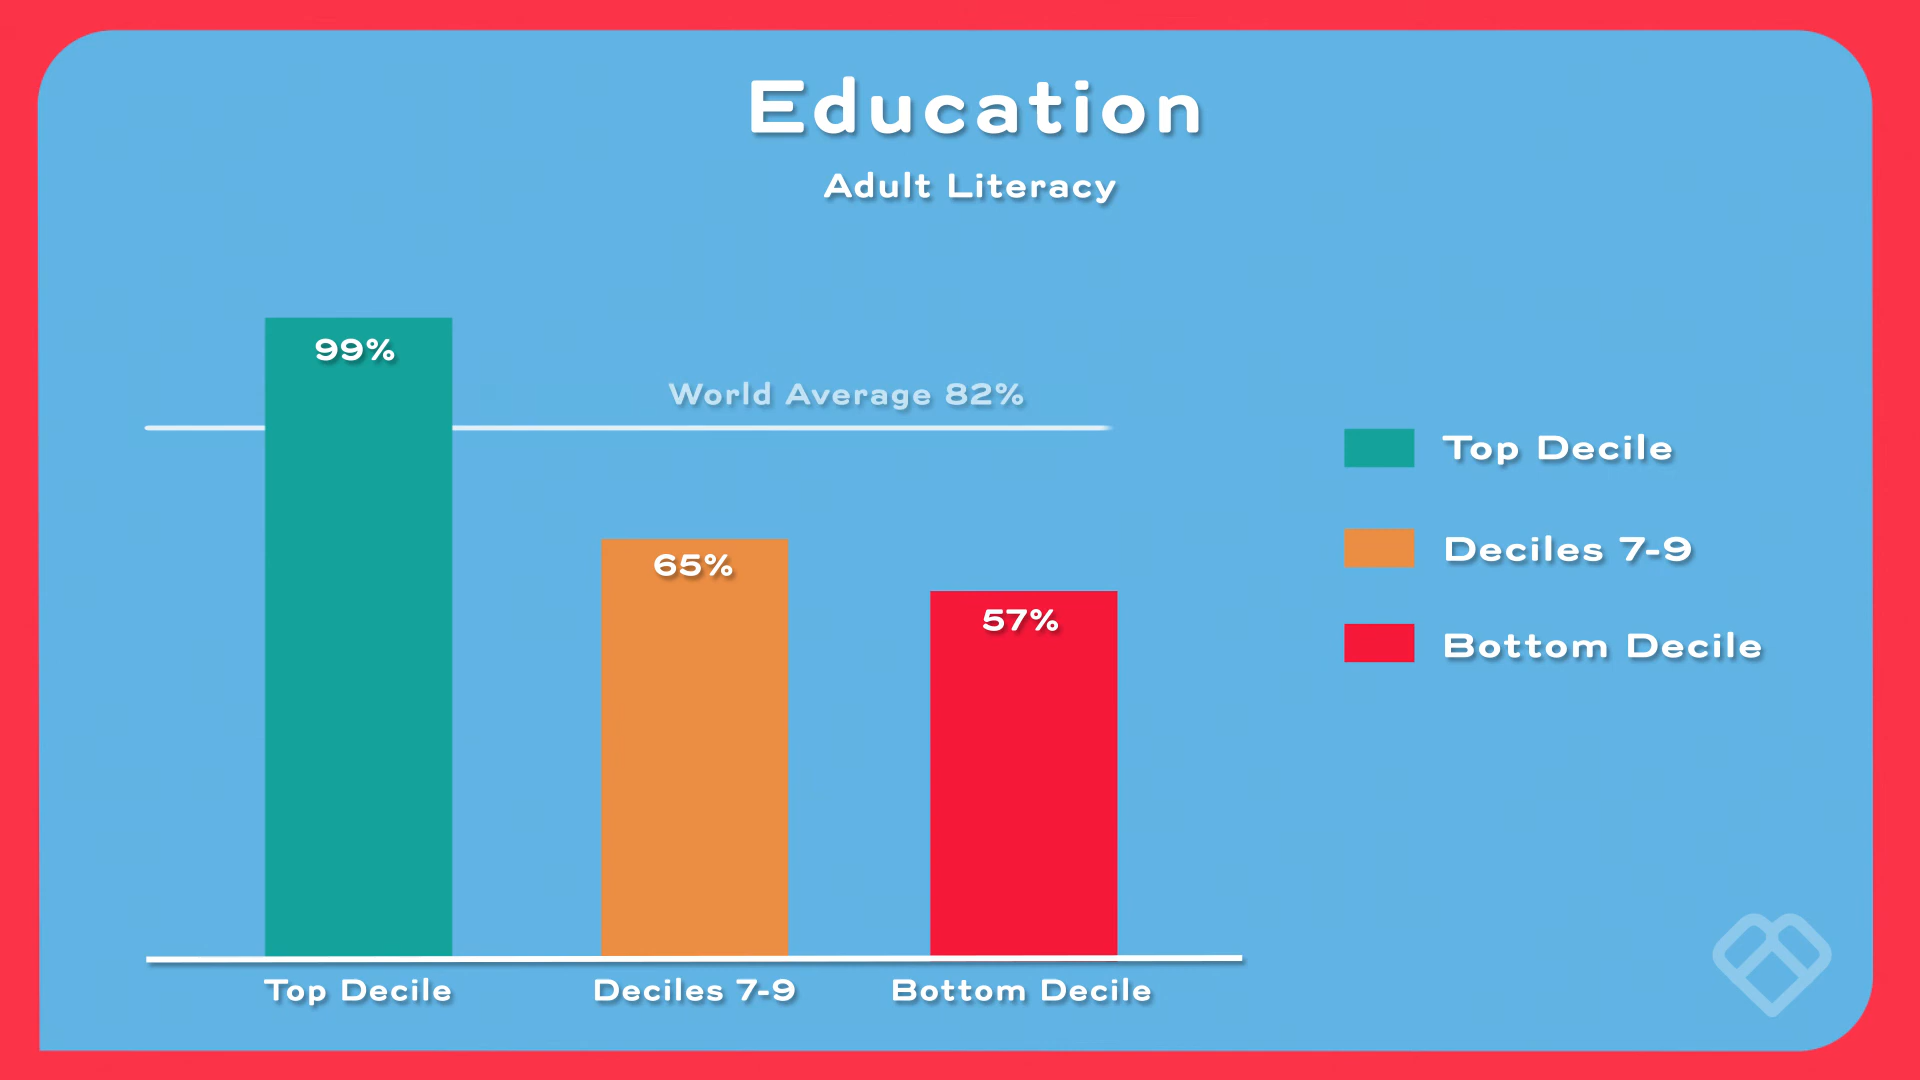 Education
Adult Literacy
99%
World Average 82%
65%
57%
Top Decile
Deciles 7-9
Bottom Decile
Top Decile
Deciles 7-9
Bottom Decile